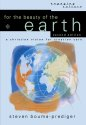 for the beauty of the
earth
second edition
a christian vision for creation care
steven bouma-prediger